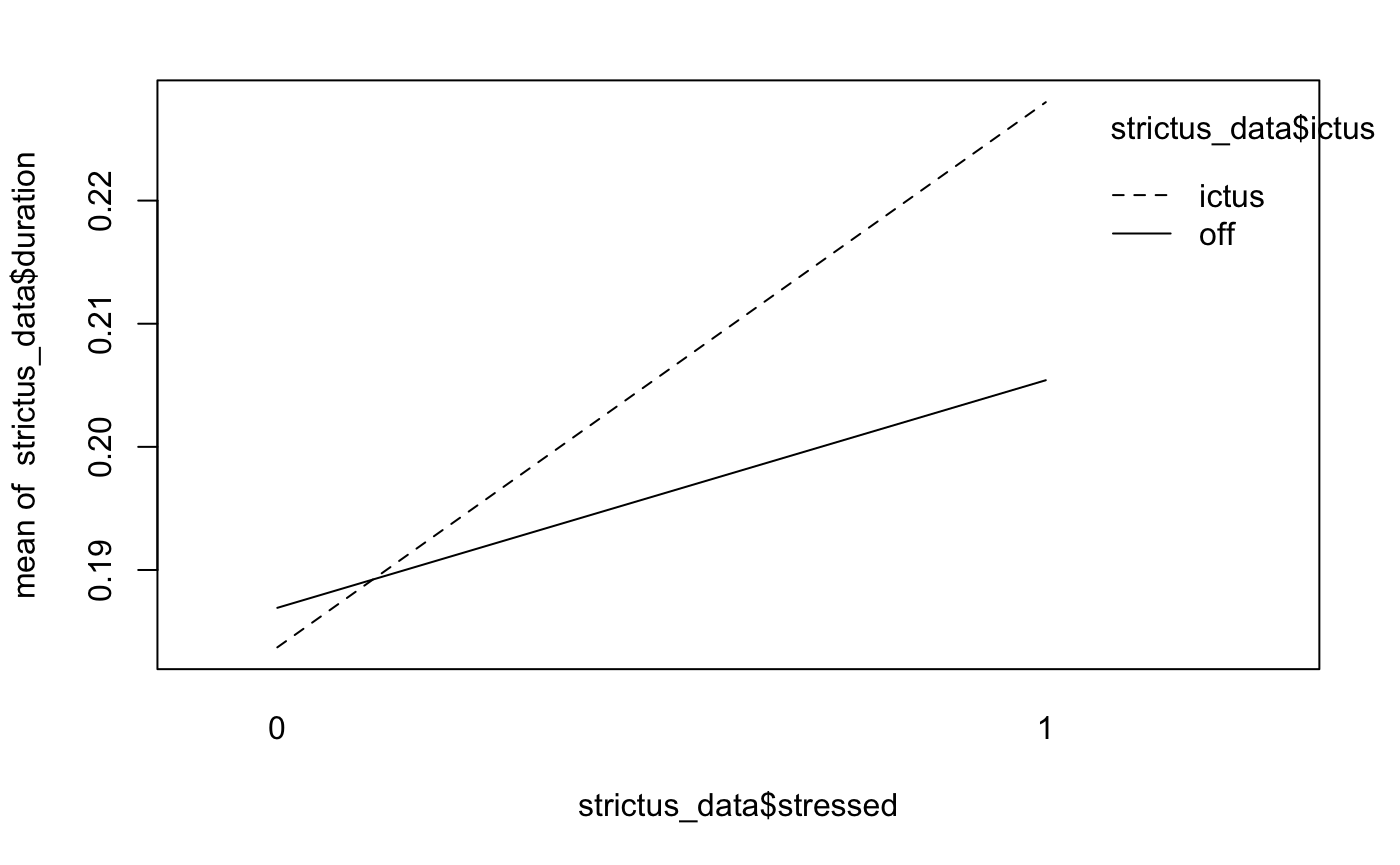 mean of  strictus_data$duration
0.22
0.21
0.20
0.19
strictus_data$ictus
ictus
off
0
1
strictus_data$stressed